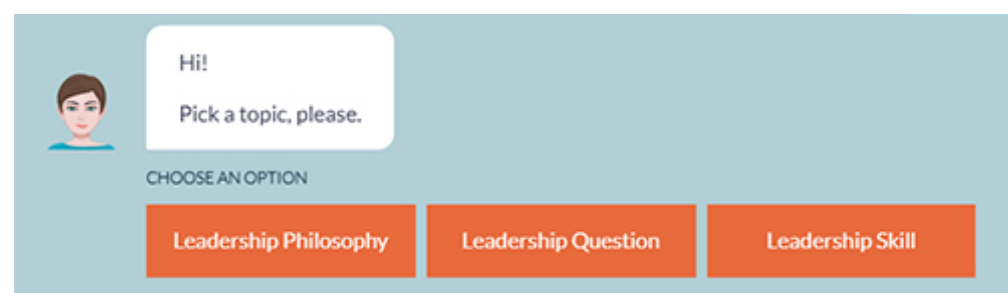 Hi!
Pick a topic, please.
CHOOSE AN OPTION
Leadership Philosophy
Leadership Question
Leadership Skill